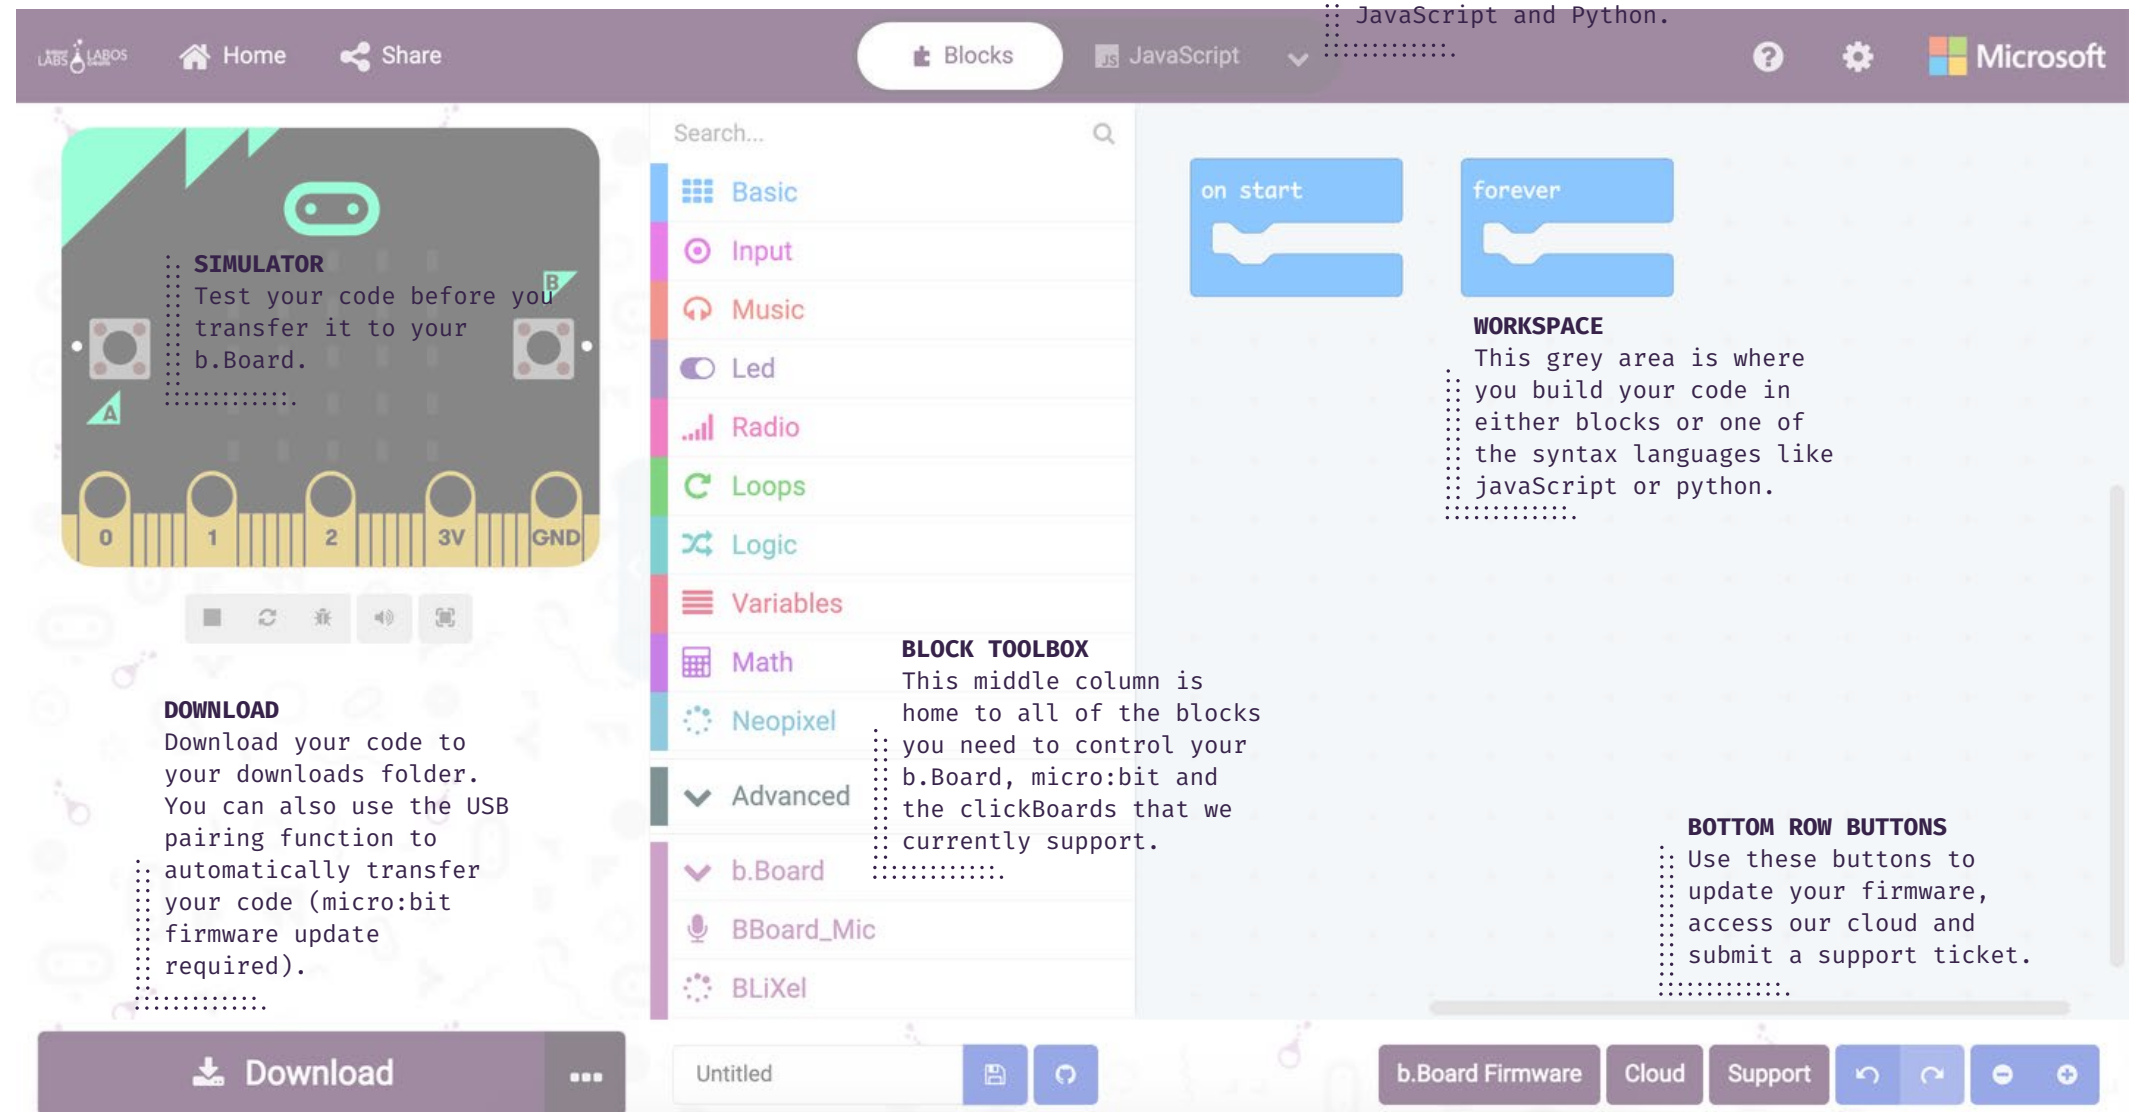 JavaScript and Python.
LABS LABOS
Home
Share
Blocks
JS JavaScript
Microsoft
SIMULATOR
Test your code before you
transfer it to your
b.Board.
B
A
0 1 2 3V GND
DOWNLOAD
Download your code to
your downloads folder.
You can also use the USB
pairing function to
automatically transfer
your code (micro:bit
firmware update
required).
Search...
Basic
Input
Music
Led
Radio
Loops
Logic
Variables
Math
Neopixel
Advanced
b.Board
BBoard_Mic
BLiXel
BLOCK TOOLBOX
This middle column is
home to all of the blocks
you need to control your
b.Board, micro:bit and
the clickBoards that we
currently support.
on start
forever
WORKSPACE
This grey area is where
you build your code in
either blocks or one of
the syntax languages like
javaScript or python.
BOTTOM ROW BUTTONS
Use these buttons to
update your firmware,
access our cloud and
submit a support ticket.
Download
Untitled
b.Board Firmware
Cloud
Support